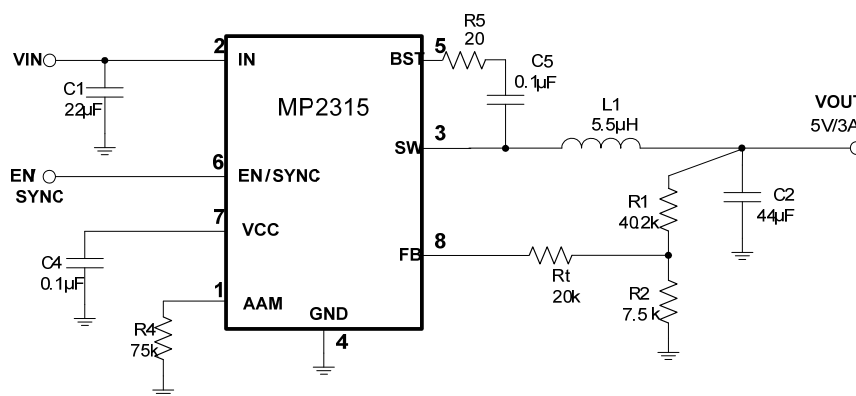 R5
20
C5
0.1µF
L1
5.5µH
VOUT
5V/3A
VIN
C1
22µF
2
IN
5
BST
MP2315
3
SW
EN'
SYNC
6
EN/SYNC
7
VCC
C4
0.1µF
8
FB
Rt
20k
R1
40.2k
C2
44µF
R2
7.5k
1
AAM
R4
75k
GND
4